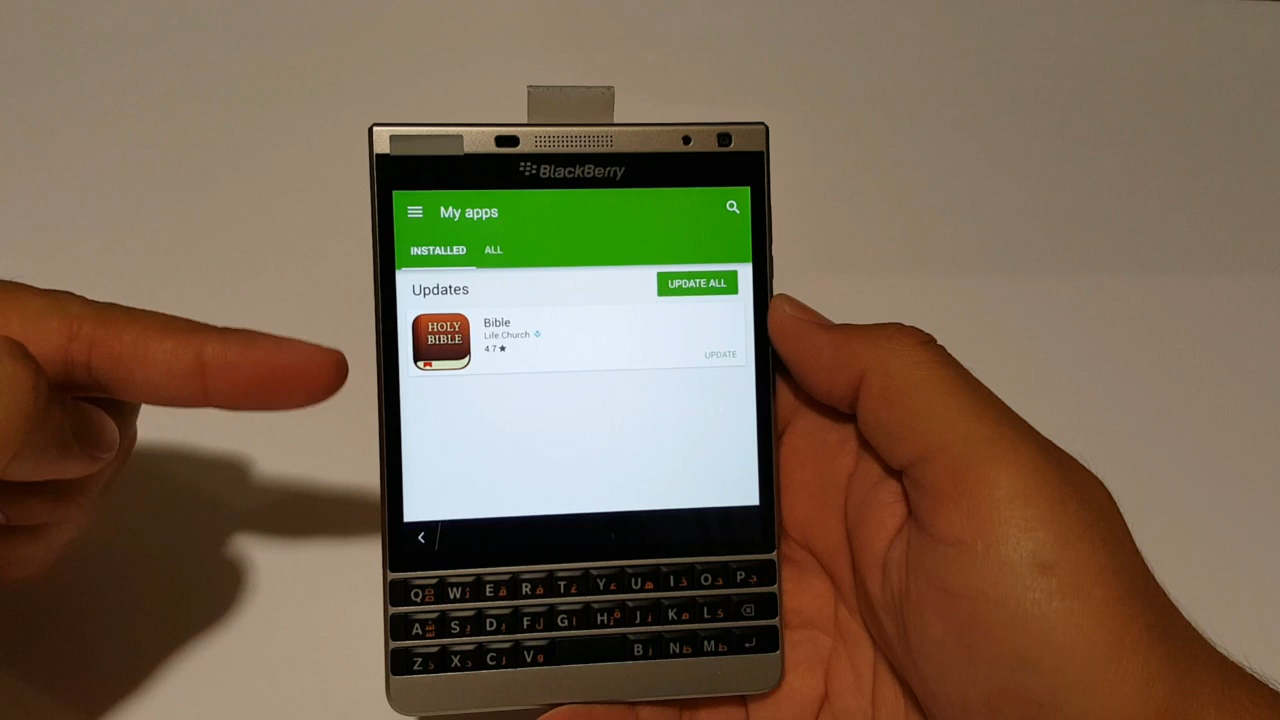 BlackBerry
My apps
INSTALLED ALL
Updates UPDATE ALL
HOLY
BIBLE
Bible
Life.Church
4.7★
UPDATE
Q W E R T Y U I O P
A S D F G H J K L
Z X C V B N M